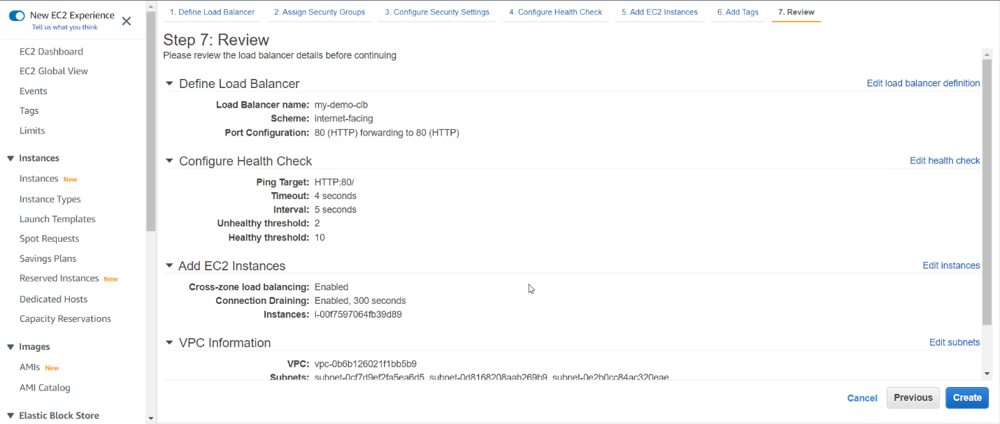 New EC2 Experience
Tell us what you think
EC2 Dashboard
EC2 Global View
Events
Tags
Limits
Instances
Instances New
Instance Types
Launch Templates
Spot Requests
Savings Plans
Reserved Instances New
Dedicated Hosts
Capacity Reservations
Images
AMIs New
AMI Catalog
Elastic Block Store
1. Define Load Balancer 2. Assign Security Groups 3. Configure Security Settings 4. Configure Health Check 5. Add EC2 Instances 6. Add Tags 7. Review
Step 7: Review
Please review the load balancer details before continuing
Define Load Balancer Edit load balancer definition
Load Balancer name: my-demo-clb
Scheme: internet-facing
Port Configuration: 80 (HTTP) forwarding to 80 (HTTP)
Configure Health Check Edit health check
Ping Target: HTTP:80/
Timeout: 4 seconds
Interval: 5 seconds
Unhealthy threshold: 2
Healthy threshold: 10
Add EC2 Instances Edit instances
Cross-zone load balancing: Enabled
Connection Draining: Enabled, 300 seconds
Instances: i-00f7597064fb39d89
VPC Information Edit subnets
VPC: vpc-0b6b126021f1bb5b9
Subnets: subnet-0cf7d9ef2fa5ea6d5, subnet-0d8168208aab269b9, subnet-0e2b0cc84ac320eae
Cancel Previous Create